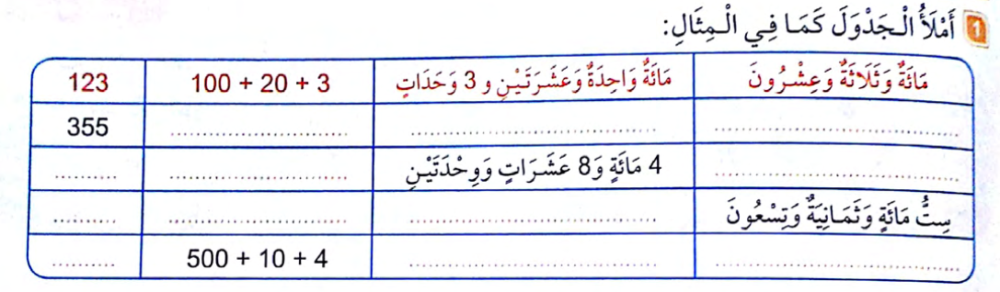 1 أَمْلَأُ الْجَدْوَلَ كَمَا فِي الْمِثَالِ:
مَائَةٌ وَثَلَاثَةٌ وَعِشْرُونَ | مَائَةٌ وَاحِدَةٌ وَعَشَرَتَيْنِ و 3 وَحَدَاتٍ | 100 + 20 + 3 | 123
355
4 مَائَةٍ وَ8 عَشَرَاتٍ وَوِحْدَتَيْنِ
سِتُّ مَائَةٍ وَثَمَانِيَةٌ وَتِسْعُونَ
500 + 10 + 4